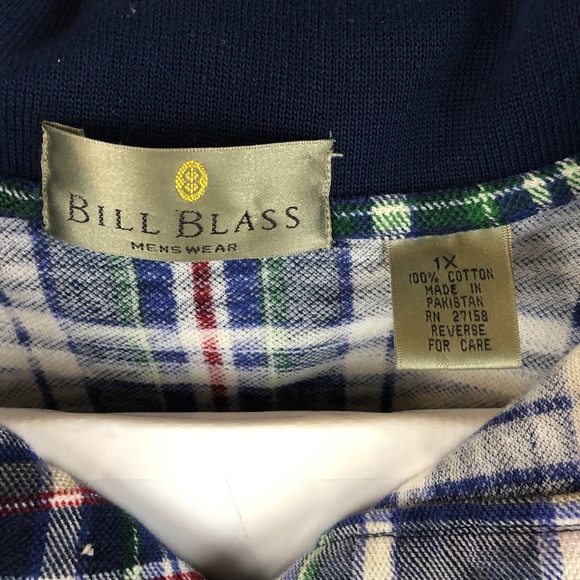 BILL BLASS
MENSWEAR
1X
100% COTTON
MADE IN
PAKISTAN
RN 27158
REVERSE
FOR CARE